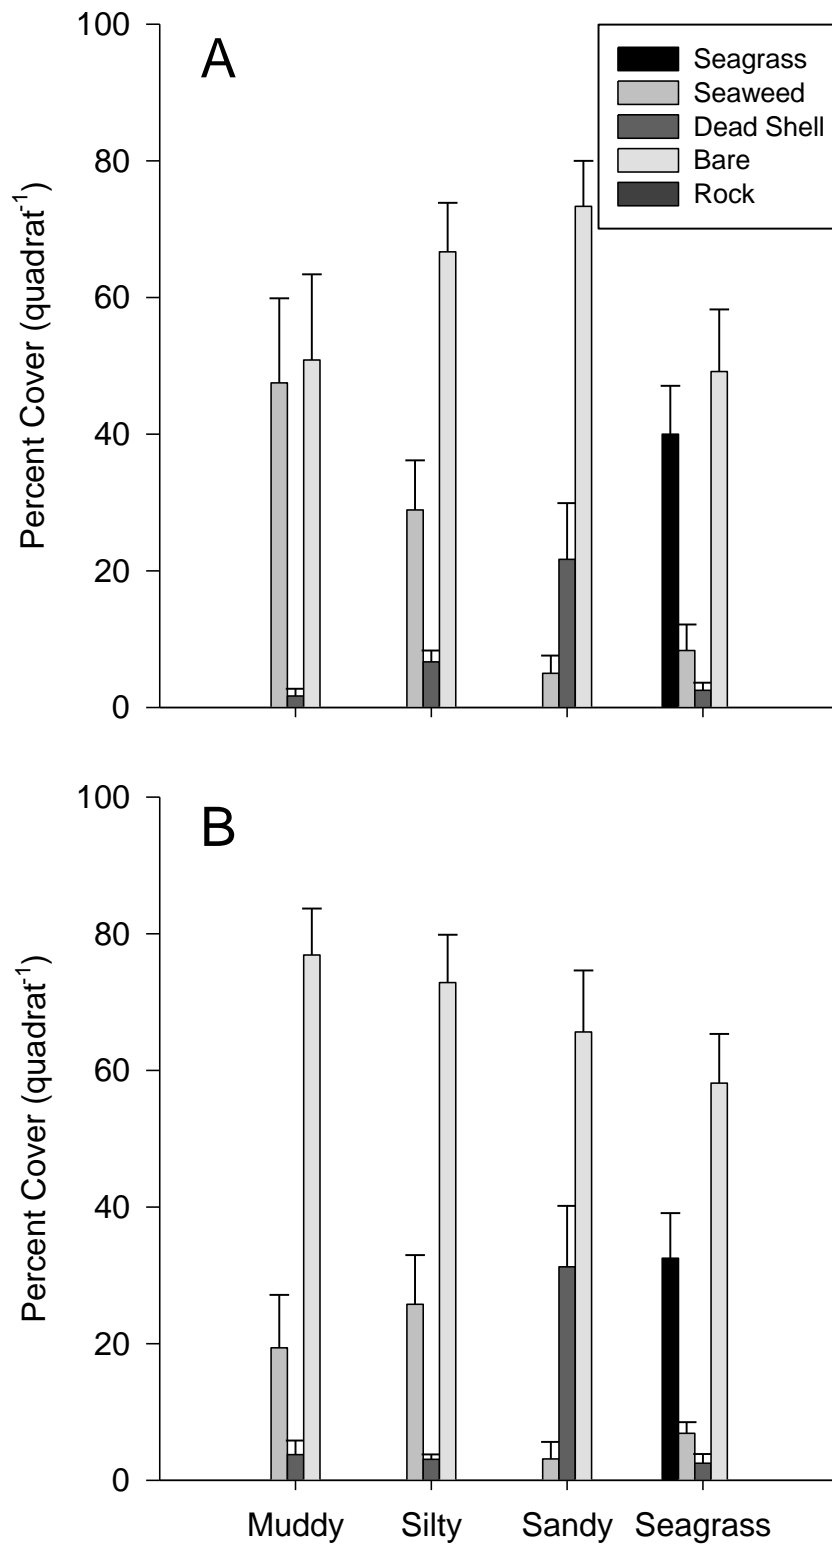 A
100
80
60
40
20
0
Percent Cover (quadrat-1)
Seagrass
Seaweed
Dead Shell
Bare
Rock
B
100
80
60
40
20
0
Percent Cover (quadrat-1)
Muddy Silty Sandy Seagrass